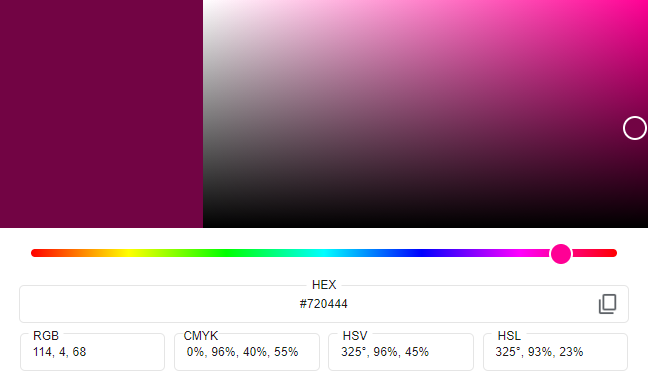 HEX
#720444
RGB
114, 4, 68
CMYK
0%, 96%, 40%, 55%
HSV
325°, 96%, 45%
HSL
325°, 93%, 23%